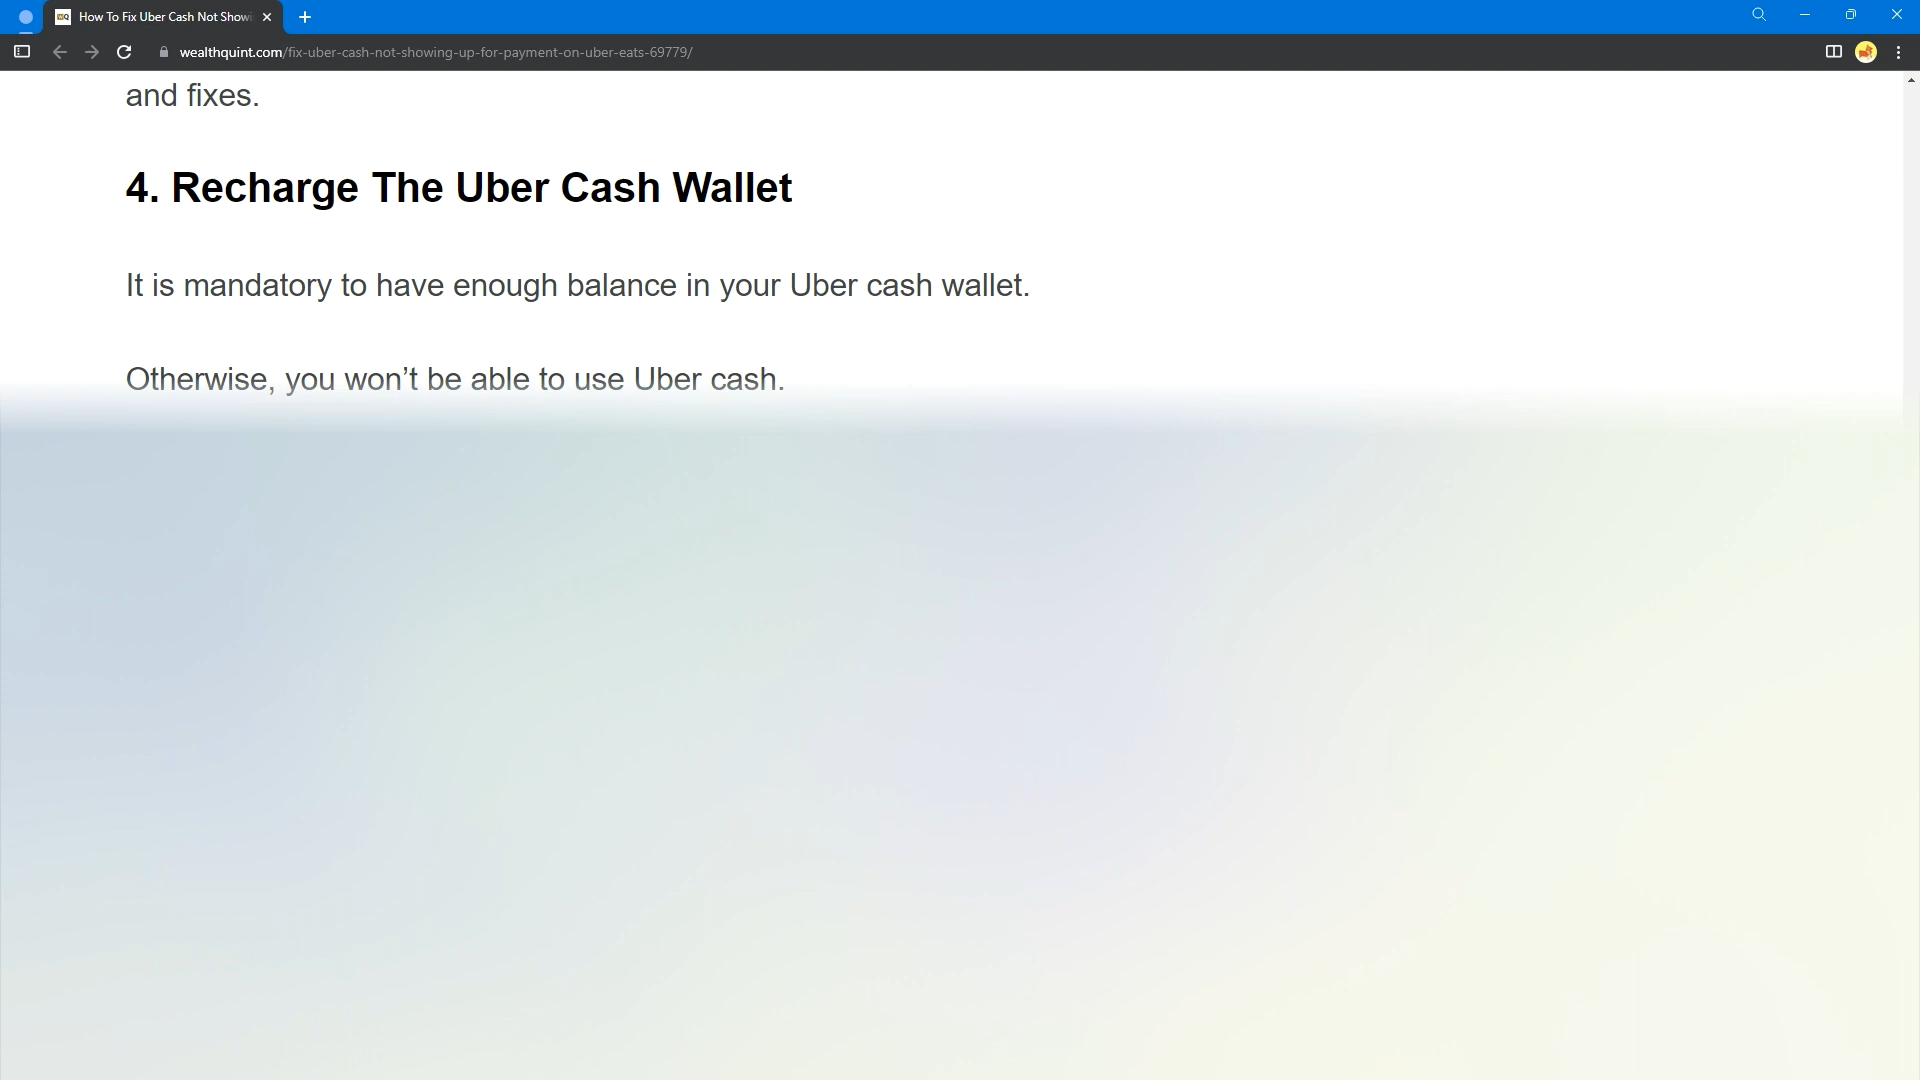 How To Fix Uber Cash Not Showi
wealthquint.com/fix-uber-cash-not-showing-up-for-payment-on-uber-eats-69779/
and fixes.
4. Recharge The Uber Cash Wallet
It is mandatory to have enough balance in your Uber cash wallet.
Otherwise, you won’t be able to use Uber cash.